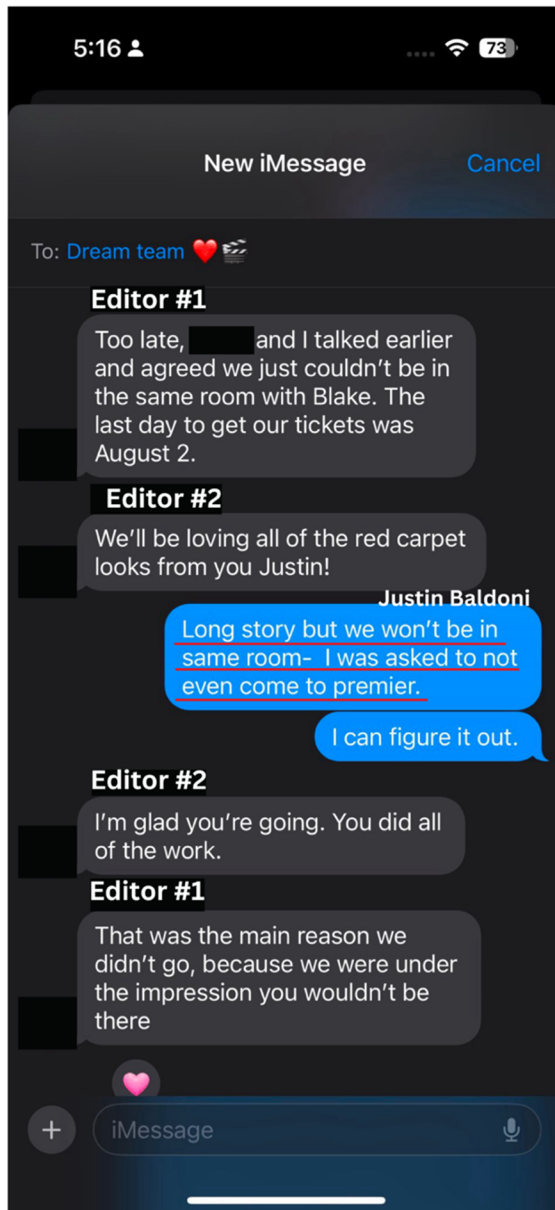 5:16
73
New iMessage
Cancel
To: Dream team ❤️🎬
Editor #1
Too late, and I talked earlier
and agreed we just couldn't be in
the same room with Blake. The
last day to get our tickets was
August 2.
Editor #2
We'll be loving all of the red carpet
looks from you Justin!
Justin Baldoni
Long story but we won't be in
same room- I was asked to not
even come to premier.
I can figure it out.
Editor #2
I'm glad you're going. You did all
of the work.
Editor #1
That was the main reason we
didn't go, because we were under
the impression you wouldn't be
there
iMessage